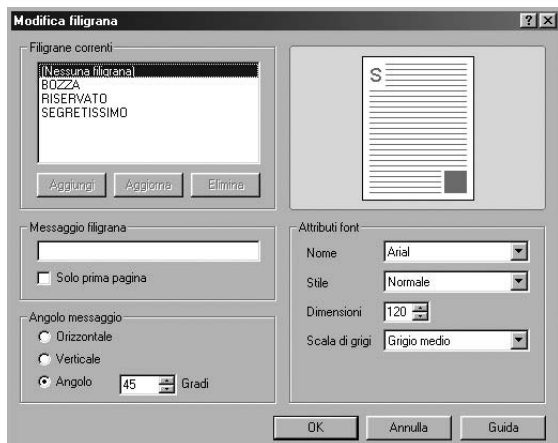 Modifica filigrana
Filigrane correnti
(Nessuna filigrana)
BOZZA
RISERVATO
SEGRETISSIMO
Aggiungi Aggiorna Elimina
S
Messaggio filigrana
Solo prima pagina
Angolo messaggio
Orizzontale
Verticale
Angolo 45 Gradi
Attributi font
Nome Arial
Stile Normale
Dimensioni 120
Scala di grigi Grigio medio
OK Annulla Guida